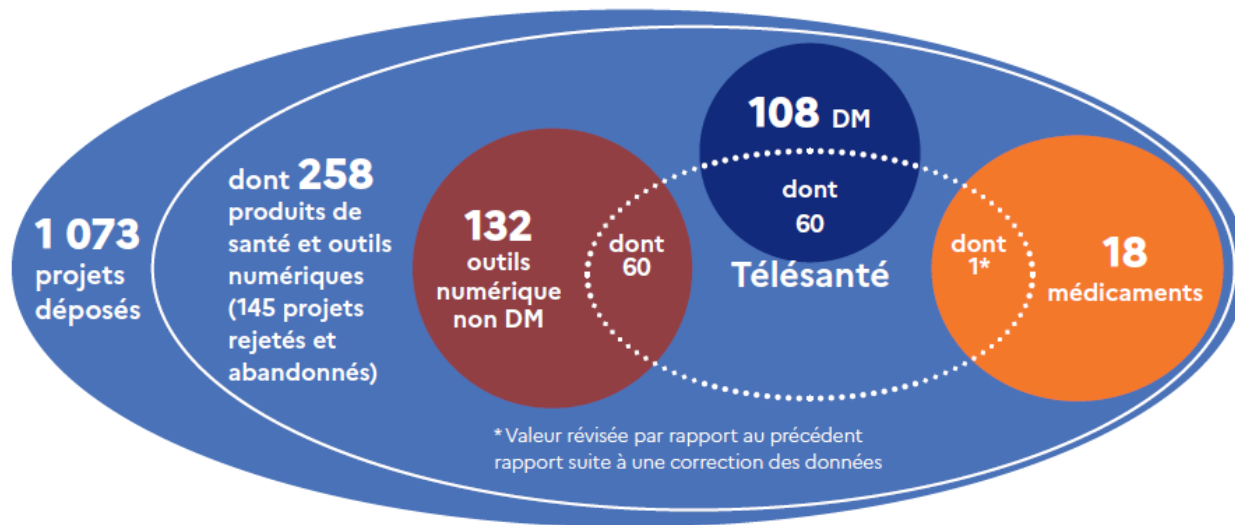 1 073
projets
déposés
dont 258
produits de
santé et outils
numériques
(145 projets
rejetés et
abandonnés)
132
outils
numérique
non DM
dont
60
108 DM
dont
60
Télésanté
dont
1*
18
médicaments
* Valeur révisée par rapport au précédent
rapport suite à une correction des données